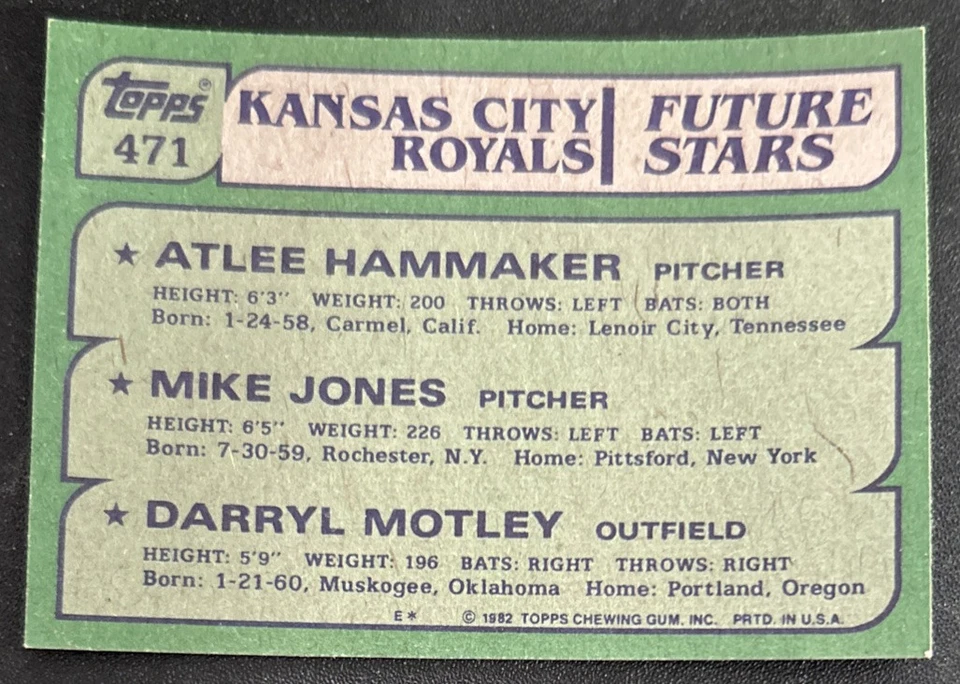 topps®
471
KANSAS CITY ROYALS
FUTURE STARS
★ ATLEE HAMMAKER PITCHER
HEIGHT: 6'3" WEIGHT: 200 THROWS: LEFT BATS: BOTH
Born: 1-24-58, Carmel, Calif. Home: Lenoir City, Tennessee
★ MIKE JONES PITCHER
HEIGHT: 6'5" WEIGHT: 226 THROWS: LEFT BATS: LEFT
Born: 7-30-59, Rochester, N.Y. Home: Pittsford, New York
★ DARRYL MOTLEY OUTFIELD
HEIGHT: 5'9" WEIGHT: 196 BATS: RIGHT THROWS: RIGHT
Born: 1-21-60, Muskogee, Oklahoma Home: Portland, Oregon
E* © 1982 TOPPS CHEWING GUM, INC. PRTD. IN U.S.A.